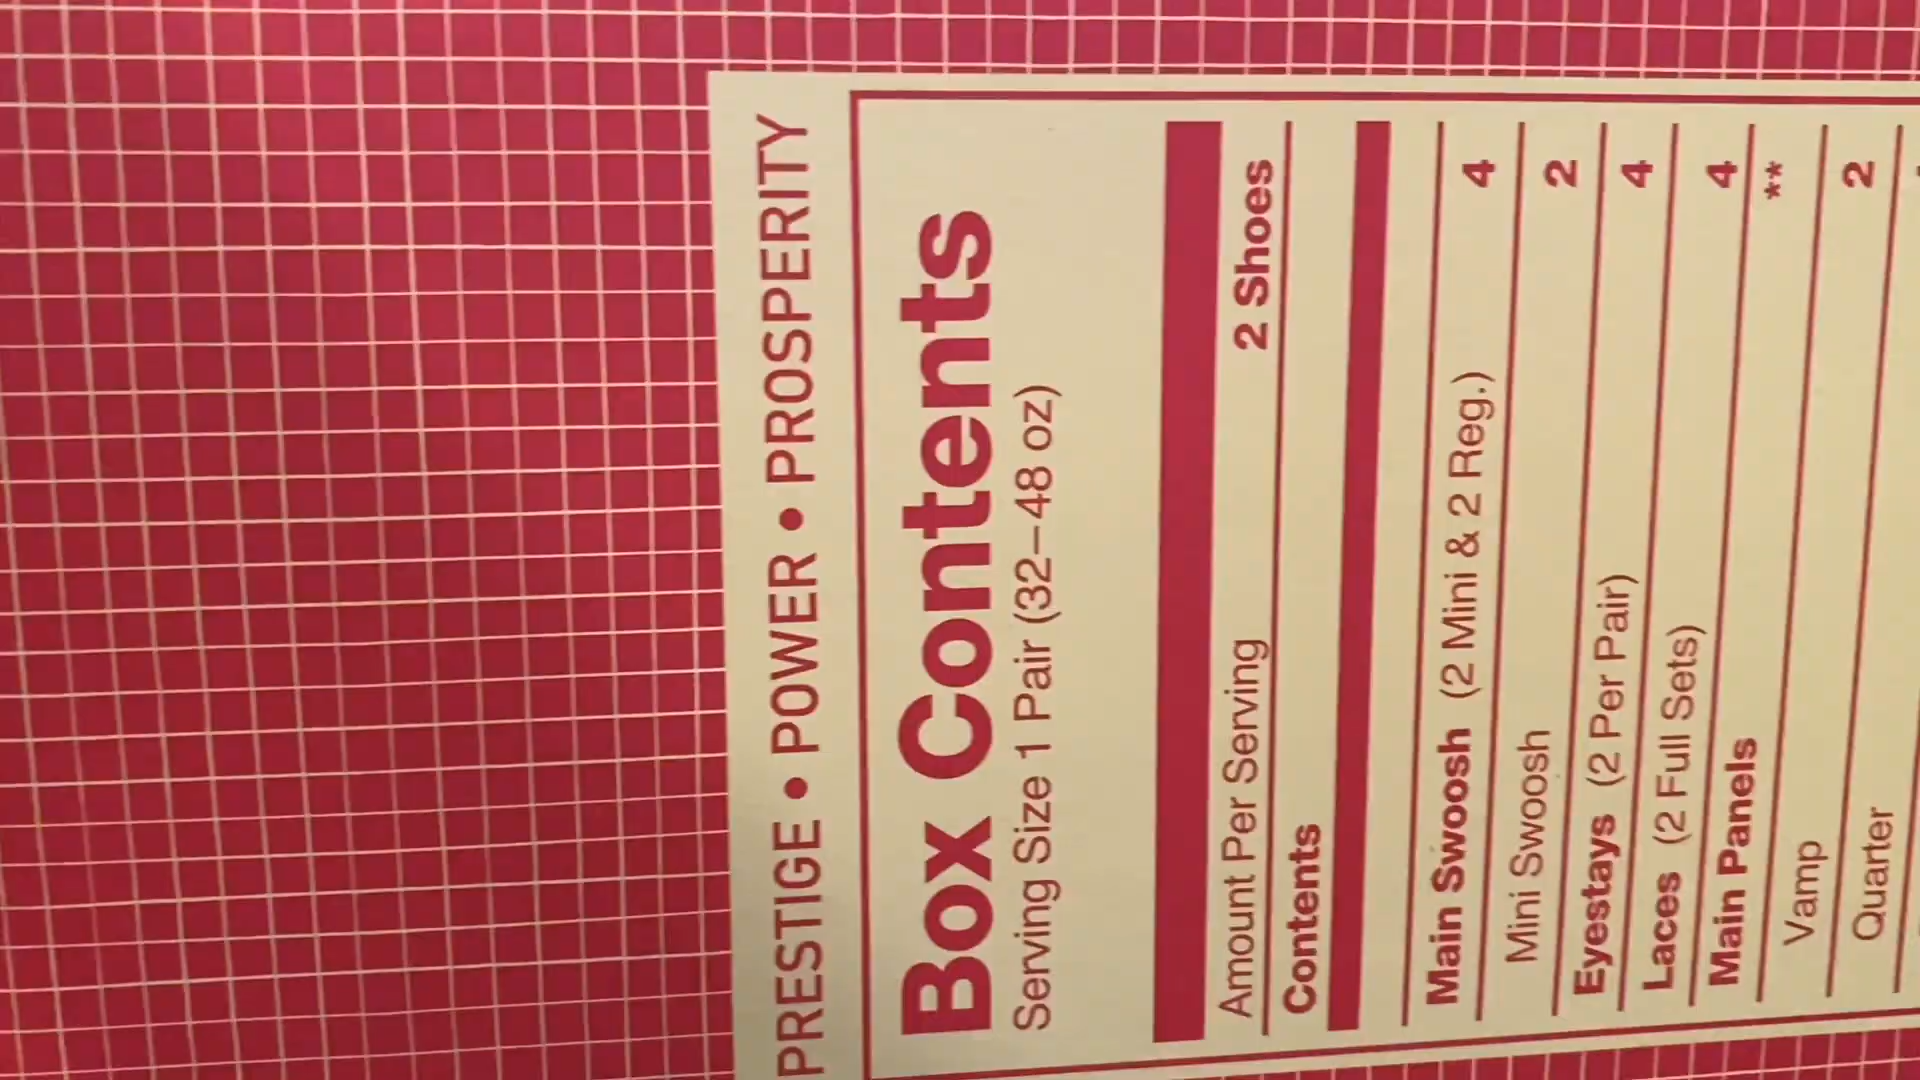 PRESTIGE • POWER • PROSPERITY
Box Contents
Serving Size 1 Pair (32–48 oz)
Amount Per Serving 2 Shoes
Contents
Main Swoosh (2 Mini & 2 Reg.) 4
Mini Swoosh 2
Eyestays (2 Per Pair) 4
Laces (2 Full Sets) 4
Main Panels **
Vamp 2
Quarter